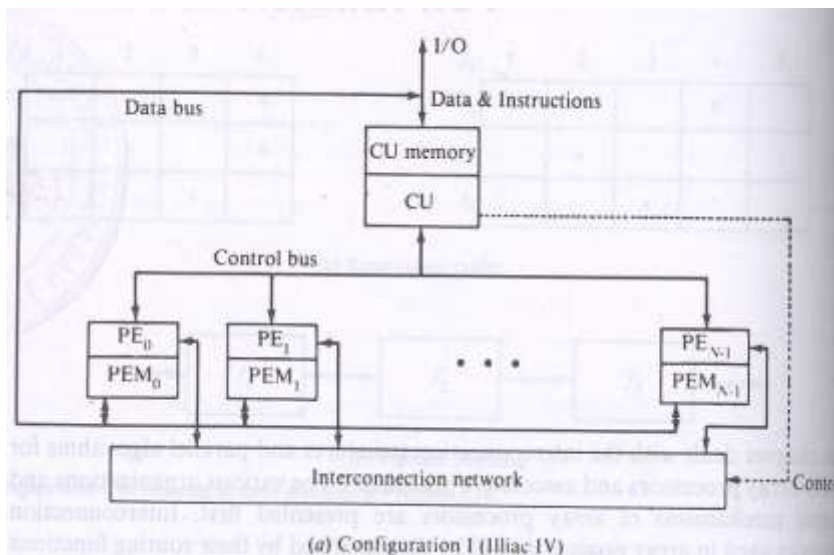 I/O
Data bus
Data & Instructions
CU memory
CU
Control bus
PE0 PE1 • • • PEN-1
PEM0 PEM1 PEMN-1
Interconnection network
(a) Configuration I (Illiac IV)